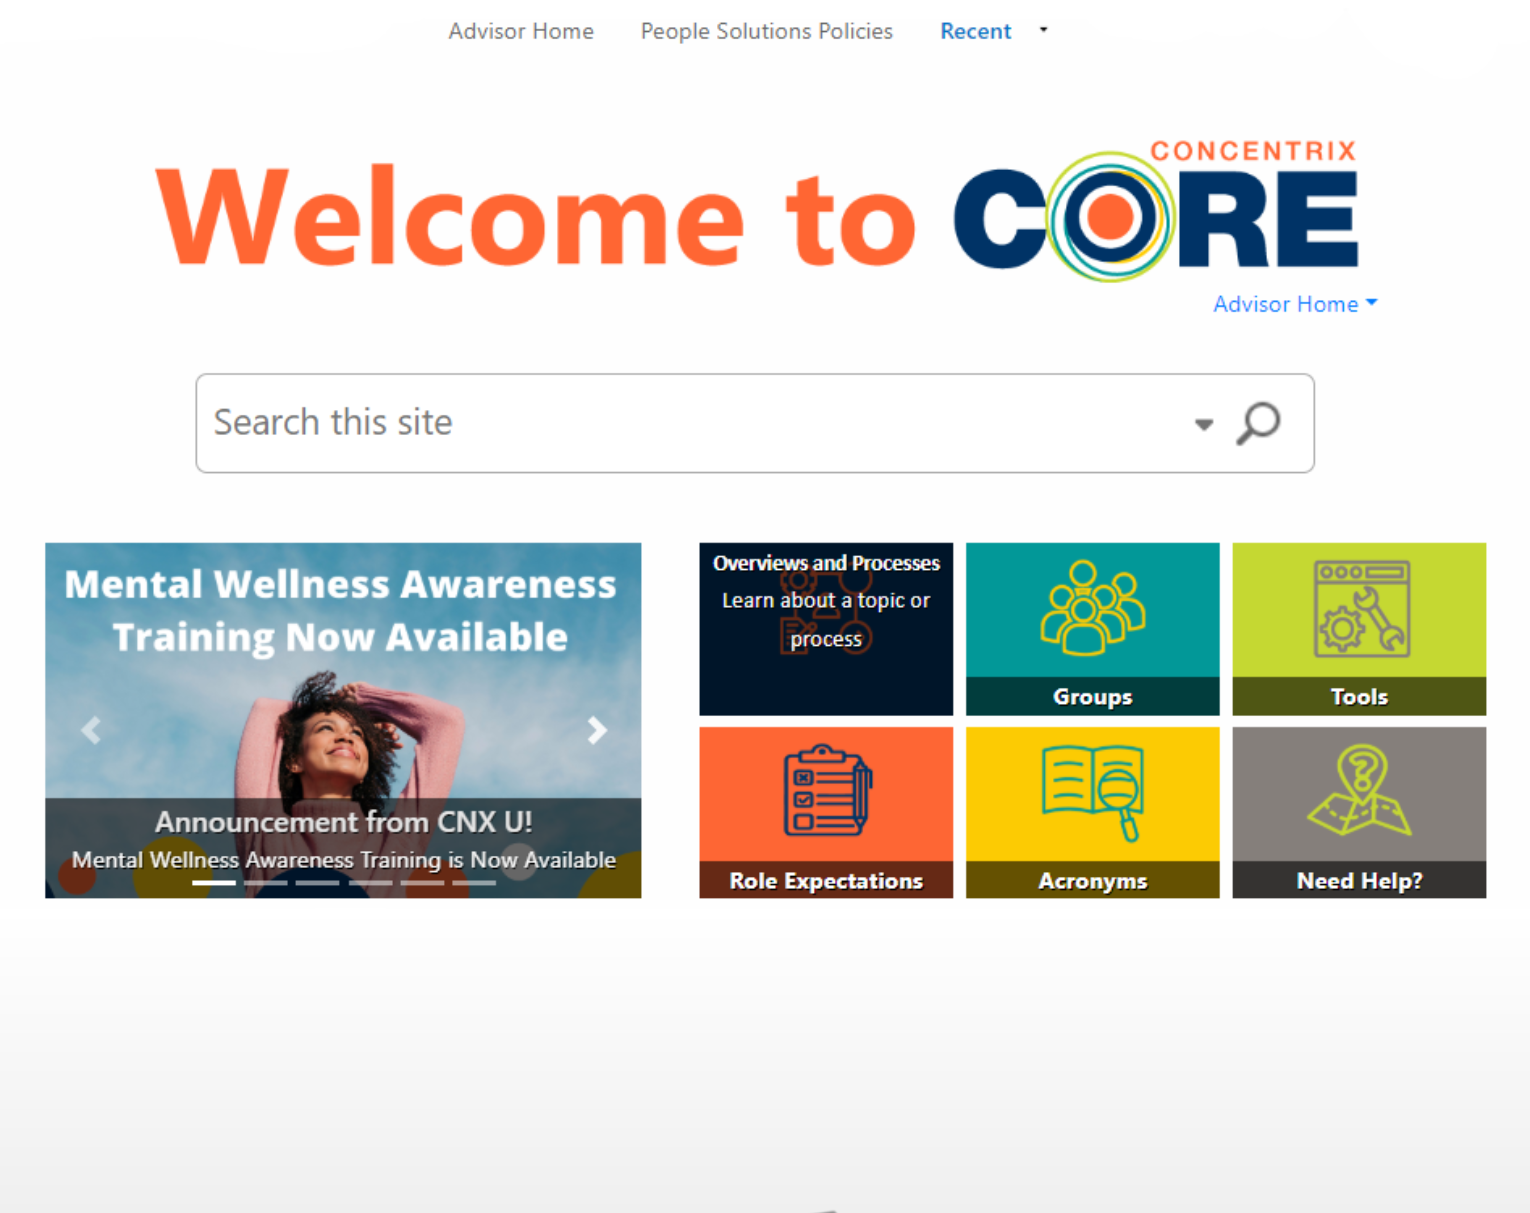 Advisor Home People Solutions Policies Recent
CONCENTRIX
Welcome to CORE
Advisor Home
Search this site
Mental Wellness Awareness
Training Now Available
Announcement from CNX U!
Mental Wellness Awareness Training is Now Available
Overviews and Processes
Learn about a topic or
process
Groups
Tools
Role Expectations
Acronyms
Need Help?